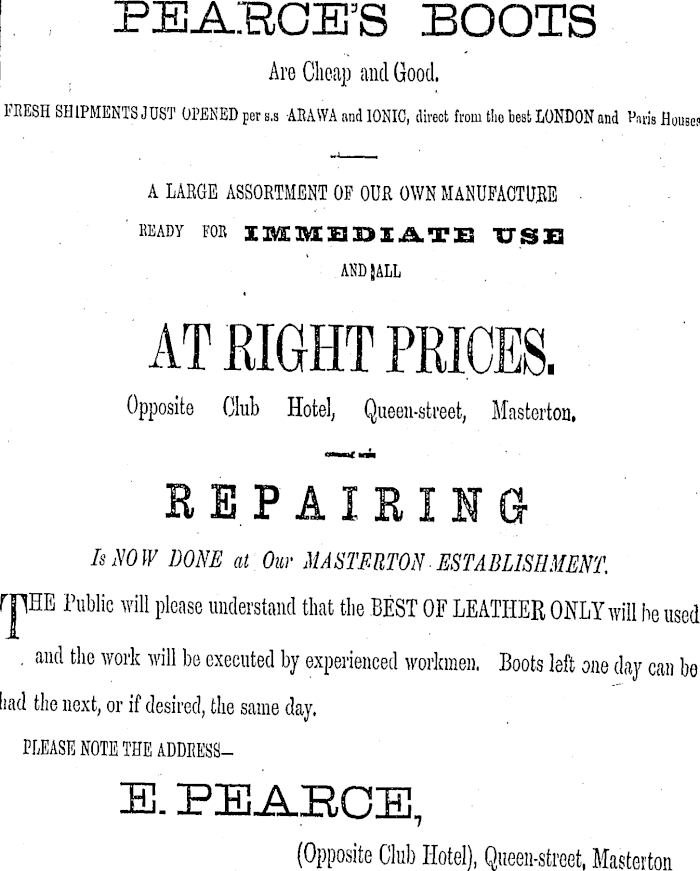 PEARCE'S BOOTS
Are Cheap and Good.
FRESH SHIPMENTS JUST OPENED per s.s ARAWA and IONIC, direct from the best LONDON and Paris Houses
A LARGE ASSORTMENT OF OUR OWN MANUFACTURE
READY FOR IMMEDIATE USE
AND ALL
AT RIGHT PRICES.
Opposite Club Hotel, Queen-street, Masterton.
REPAIRING
Is NOW DONE at Our MASTERTON ESTABLISHMENT.
THE Public will please understand that the BEST OF LEATHER ONLY will be used
and the work will be executed by experienced workmen. Boots left one day can be
had the next, or if desired, the same day.
PLEASE NOTE THE ADDRESS—
E. PEARCE,
(Opposite Club Hotel), Queen-street, Masterton